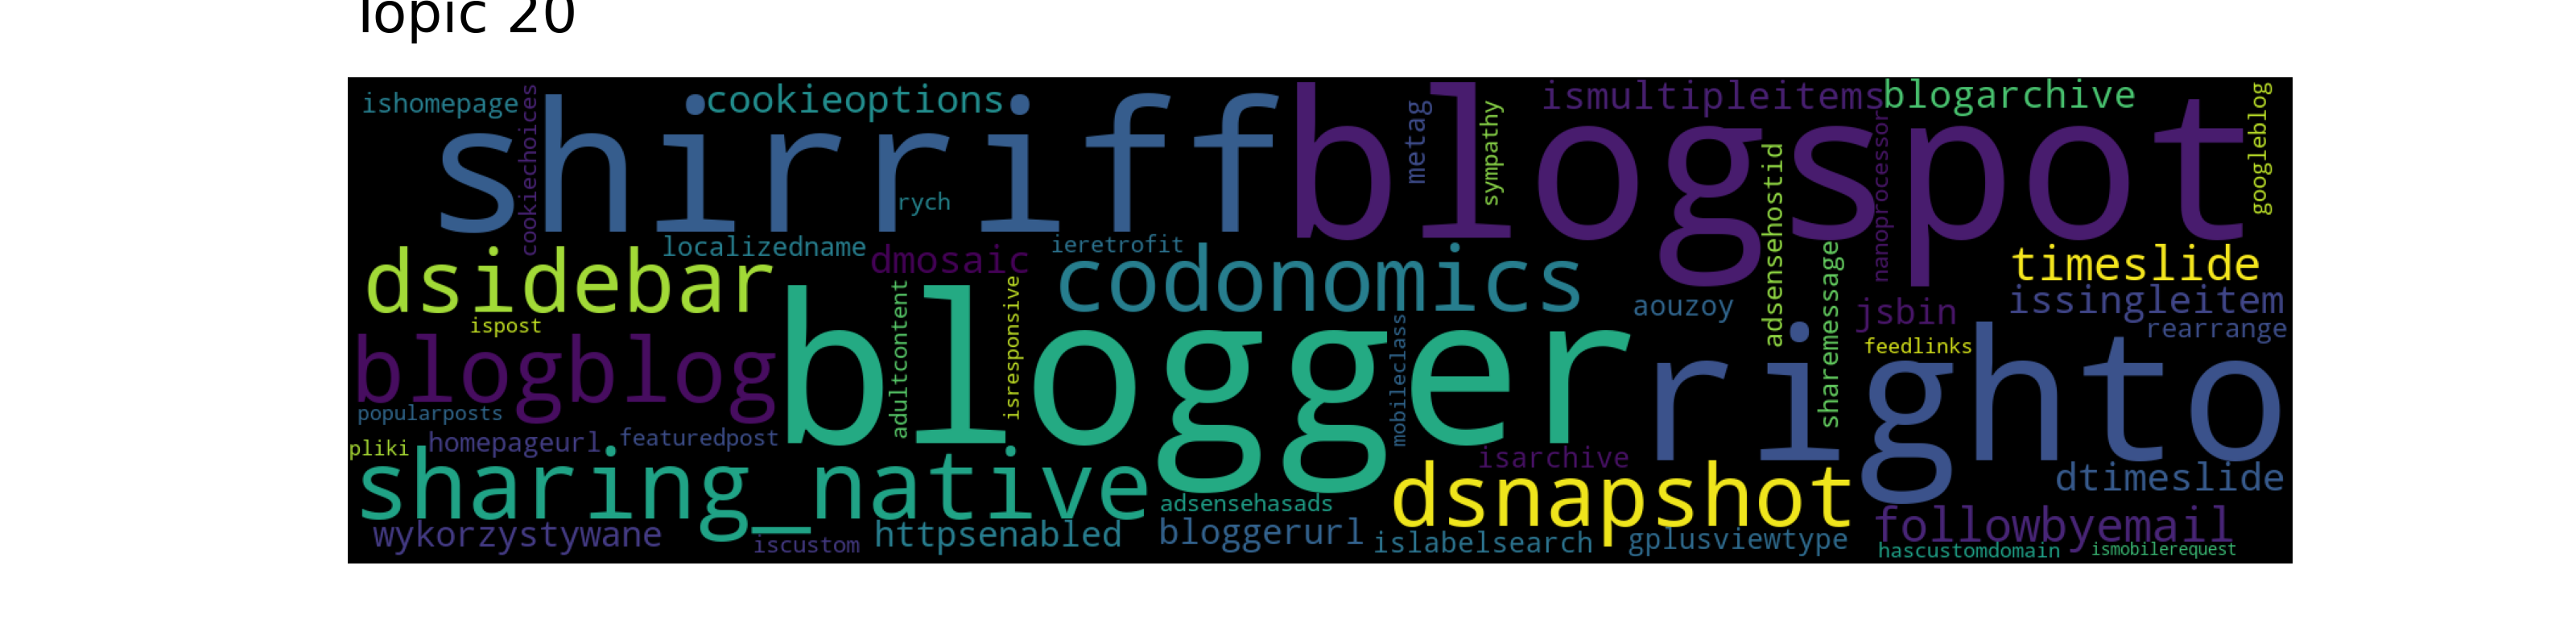 Topic 20
ishomepage
cookiechoices
cookieoptions
shirriff
rych
blogspot
metag
sympathy
ismultipleitems
blogarchive
nanoprocessor
googleblog
adsensehostid
localizedname
dmosaic
ieretrofit
dsidebar
codonomics
timeslide
ispost
adultcontent
isresponsive
aouzoy
sharemessage
jsbin
issingleitem
rearrange
feedlinks
blogblog
blogger
mobileclass
righto
popularposts
pliki
homepageurl
featuredpost
isarchive
sharing_native
dsnapshot
dtimeslide
adsensehasads
wykorzystywane
iscustom
httpsenabled
bloggerurl
islabelsearch
gplusviewtype
followbyemail
hascustomdomain
ismobilerequest